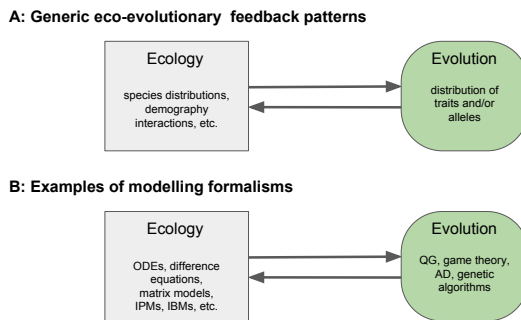 A: Generic eco-evolutionary feedback patterns
Ecology
species distributions,
demography
interactions, etc.
Evolution
distribution of
traits and/or
alleles
B: Examples of modelling formalisms
Ecology
ODEs, difference
equations,
matrix models,
IPMs, IBMs, etc.
Evolution
QG, game theory,
AD, genetic
algorithms